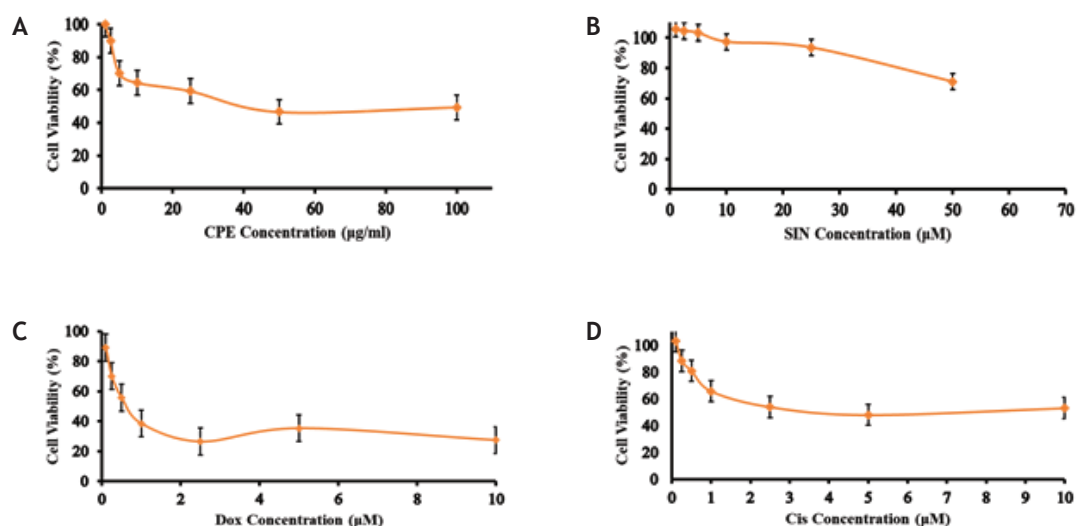 A
Cell Viability (%)
100
80
60
40
20
0
0 20 40 60 80 100
CPE Concentration (µg/ml)
B
Cell Viability (%)
100
80
60
40
20
0
0 10 20 30 40 50 60 70
SIN Concentration (µM)
C
Cell Viability (%)
100
80
60
40
20
0
0 2 4 6 8 10
Dox Concentration (µM)
D
Cell Viability (%)
100
80
60
40
20
0
0 1 2 3 4 5 6 7 8 9 10
Cis Concentration (µM)